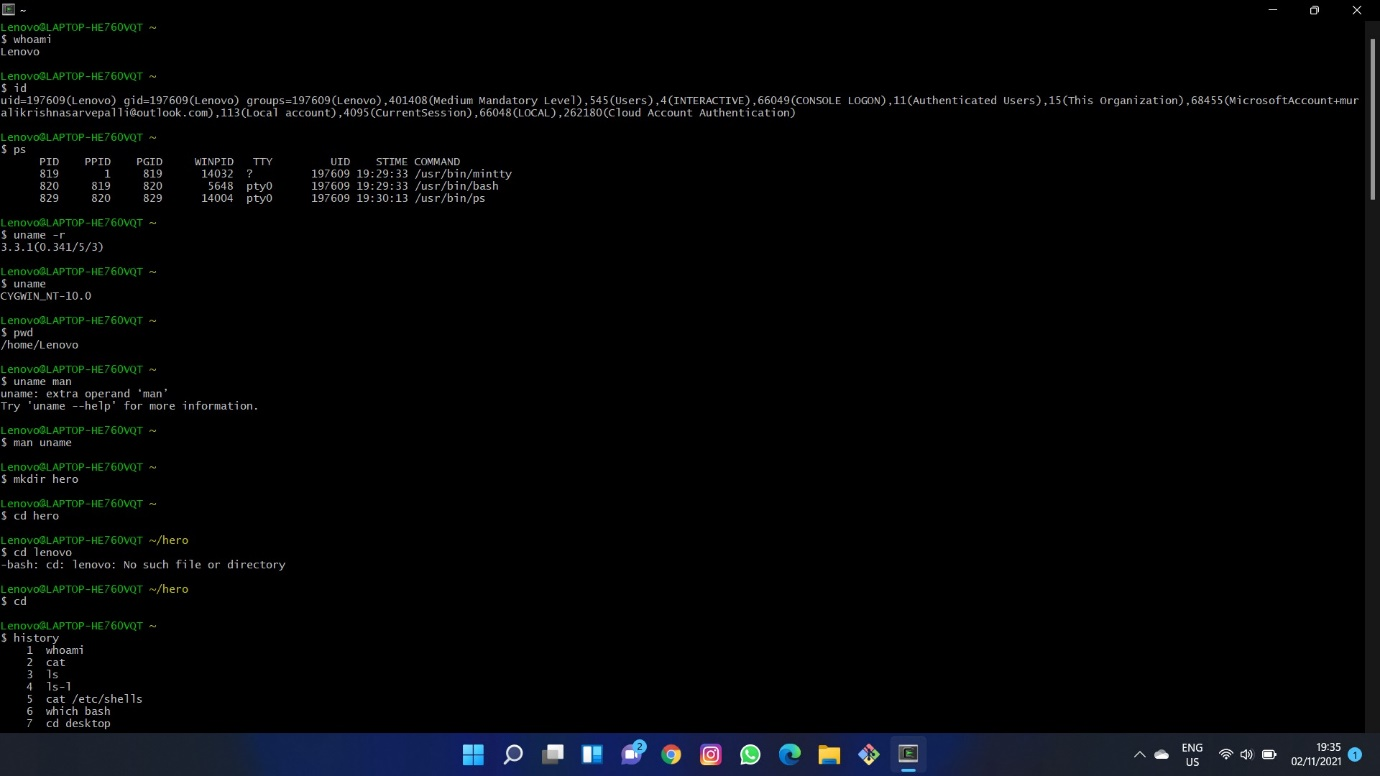 ~
Lenovo@LAPTOP-HE760VQT ~
$ whoami
Lenovo
Lenovo@LAPTOP-HE760VQT ~
$ id
uid=197609(Lenovo) gid=197609(Lenovo) groups=197609(Lenovo),401408(Medium Mandatory Level),545(Users),4(INTERACTIVE),66049(CONSOLE LOGON),11(Authenticated Users),15(This Organization),68455(MicrosoftAccount+mur
alikrishnasarvepalli@outlook.com),113(Local account),4095(CurrentSession),66048(LOCAL),262180(Cloud Account Authentication)
Lenovo@LAPTOP-HE760VQT ~
$ ps
PID PPID PGID WINPID TTY UID STIME COMMAND
819 1 819 14032 ? 197609 19:29:33 /usr/bin/mintty
820 819 820 5648 pty0 197609 19:29:33 /usr/bin/bash
829 820 829 14004 pty0 197609 19:30:13 /usr/bin/ps
Lenovo@LAPTOP-HE760VQT ~
$ uname -r
3.3.1(0.341/5/3)
Lenovo@LAPTOP-HE760VQT ~
$ uname
CYGWIN_NT-10.0
Lenovo@LAPTOP-HE760VQT ~
$ pwd
/home/Lenovo
Lenovo@LAPTOP-HE760VQT ~
$ uname man
uname: extra operand ‘man’
Try 'uname --help' for more information.
Lenovo@LAPTOP-HE760VQT ~
$ man uname
Lenovo@LAPTOP-HE760VQT ~
$ mkdir hero
Lenovo@LAPTOP-HE760VQT ~
$ cd hero
Lenovo@LAPTOP-HE760VQT ~/hero
$ cd lenovo
-bash: cd: lenovo: No such file or directory
Lenovo@LAPTOP-HE760VQT ~/hero
$ cd
Lenovo@LAPTOP-HE760VQT ~
$ history
1 whoami
2 cat
3 ls
4 ls-l
5 cat /etc/shells
6 which bash
7 cd desktop
2
ENG
US
19:35
02/11/2021
1